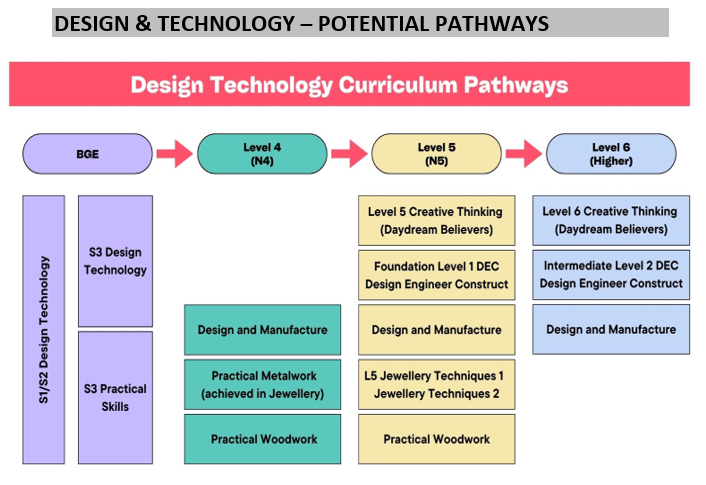 DESIGN & TECHNOLOGY – POTENTIAL PATHWAYS
Design Technology Curriculum Pathways
BGE
Level 4
(N4)
Level 5
(N5)
Level 6
(Higher)
S1/S2 Design Technology
S3 Design
Technology
S3 Practical
Skills
Design and Manufacture
Practical Metalwork
(achieved in Jewellery)
Practical Woodwork
Level 5 Creative Thinking
(Daydream Believers)
Foundation Level 1 DEC
Design Engineer Construct
Design and Manufacture
L5 Jewellery Techniques 1
Jewellery Techniques 2
Practical Woodwork
Level 6 Creative Thinking
(Daydream Believers)
Intermediate Level 2 DEC
Design Engineer Construct
Design and Manufacture